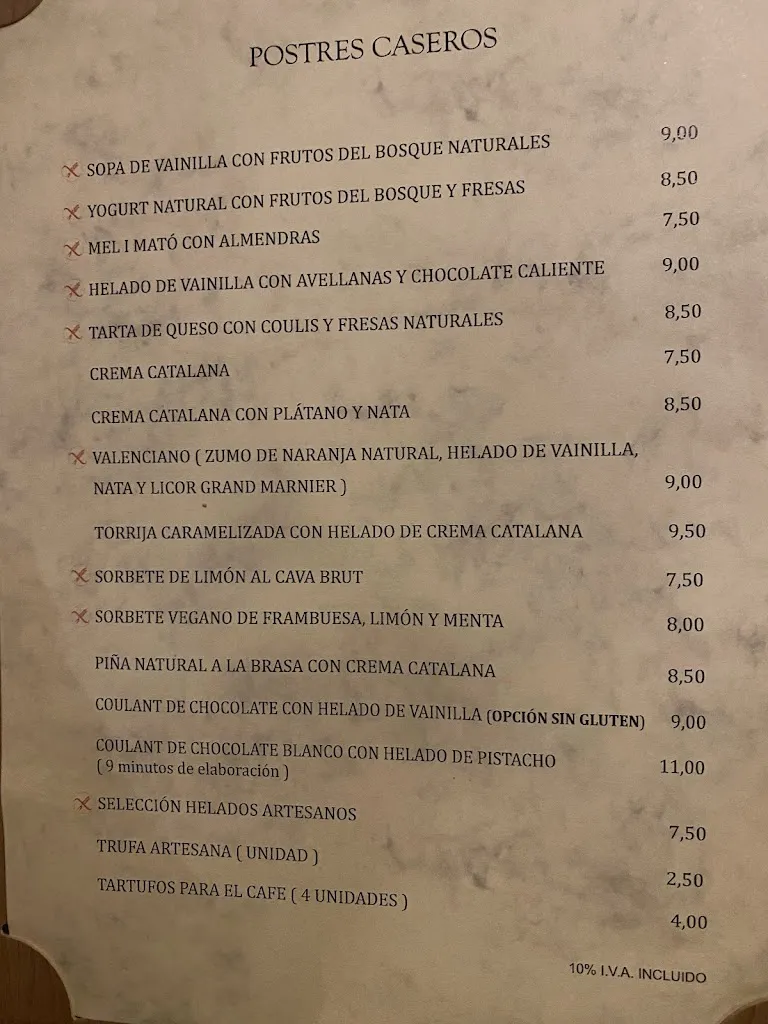 POSTRES CASEROS
SOPA DE VAINILLA CON FRUTOS DEL BOSQUE NATURALES 9,00
YOGURT NATURAL CON FRUTOS DEL BOSQUE Y FRESAS 8,50
MEL I MATÓ CON ALMENDRAS 7,50
HELADO DE VAINILLA CON AVELLANAS Y CHOCOLATE CALIENTE 9,00
TARTA DE QUESO CON COULIS Y FRESAS NATURALES 8,50
CREMA CATALANA 7,50
CREMA CATALANA CON PLÁTANO Y NATA 8,50
VALENCIANO ( ZUMO DE NARANJA NATURAL, HELADO DE VAINILLA,
NATA Y LICOR GRAND MARNIER ) 9,00
TORRIJA CARAMELIZADA CON HELADO DE CREMA CATALANA 9,50
SORBETE DE LIMÓN AL CAVA BRUT 7,50
SORBETE VEGANO DE FRAMBUESA, LIMÓN Y MENTA 8,00
PIÑA NATURAL A LA BRASA CON CREMA CATALANA 8,50
COULANT DE CHOCOLATE CON HELADO DE VAINILLA (OPCIÓN SIN GLUTEN) 9,00
COULANT DE CHOCOLATE BLANCO CON HELADO DE PISTACHO 11,00
( 9 minutos de elaboración )
SELECCIÓN HELADOS ARTESANOS 7,50
TRUFA ARTESANA ( UNIDAD ) 2,50
TARTUFOS PARA EL CAFE ( 4 UNIDADES ) 4,00
10% I.V.A. INCLUIDO